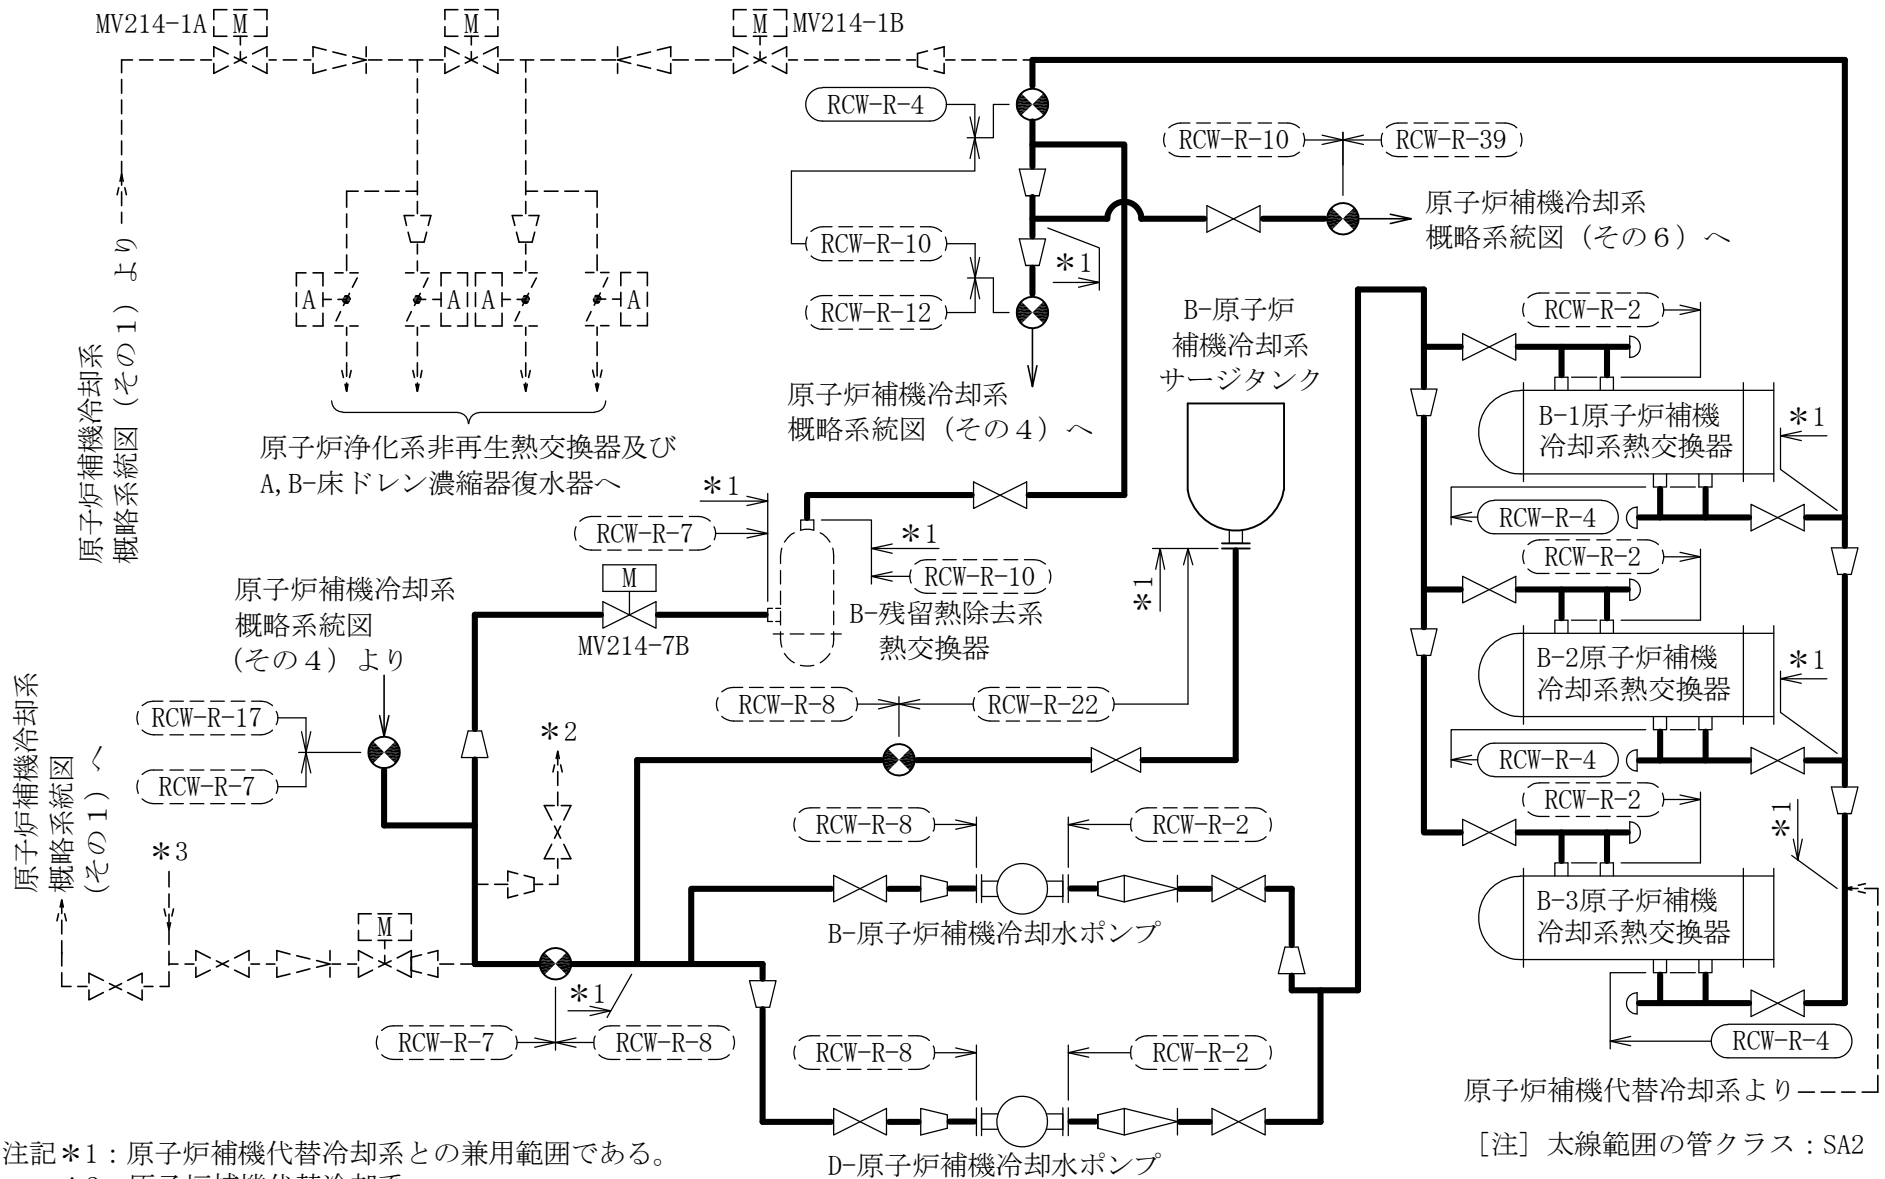 MV214-1A
M
M
M
MV214-1B
RCW-R-4
RCW-R-10
RCW-R-39
原子炉補機冷却系
概略系統図（その６）へ
RCW-R-10
*1
RCW-R-12
原子炉補機冷却系
概略系統図（その４）へ
原子炉補機冷却系
概略系統図（その１）より
A
A
A
A
原子炉浄化系非再生熱交換器及び
A,B-床ドレン濃縮器復水器へ
B-原子炉
補機冷却系
サージタンク
RCW-R-2
B-1原子炉補機
冷却系熱交換器
*1
RCW-R-4
RCW-R-2
B-2原子炉補機
冷却系熱交換器
*1
RCW-R-4
RCW-R-2
*1
B-3原子炉補機
冷却系熱交換器
RCW-R-4
原子炉補機代替冷却系より
*1
RCW-R-7
*1
RCW-R-10
M
MV214-7B
B-残留熱除去系
熱交換器
*1
原子炉補機冷却系
概略系統図
（その４）より
RCW-R-17
RCW-R-7
RCW-R-8
RCW-R-22
*2
原子炉補機冷却系
概略系統図
（その１）へ
*3
M
RCW-R-8
RCW-R-2
B-原子炉補機冷却水ポンプ
*1
RCW-R-7
RCW-R-8
RCW-R-8
RCW-R-2
D-原子炉補機冷却水ポンプ
注記*1：原子炉補機代替冷却系との兼用範囲である。
［注］太線範囲の管クラス：SA2